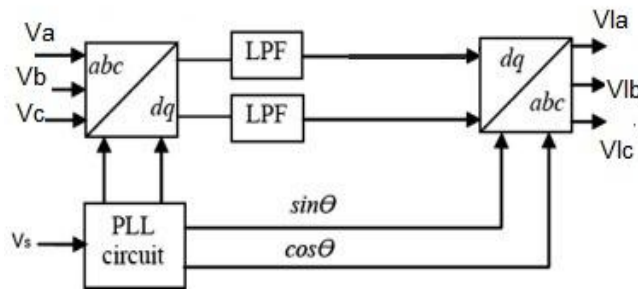 Va
Vb
Vc
abc
dq
LPF
LPF
dq
abc
Vla
Vlb
Vlc
Vs
PLL
circuit
sinΘ
cosΘ